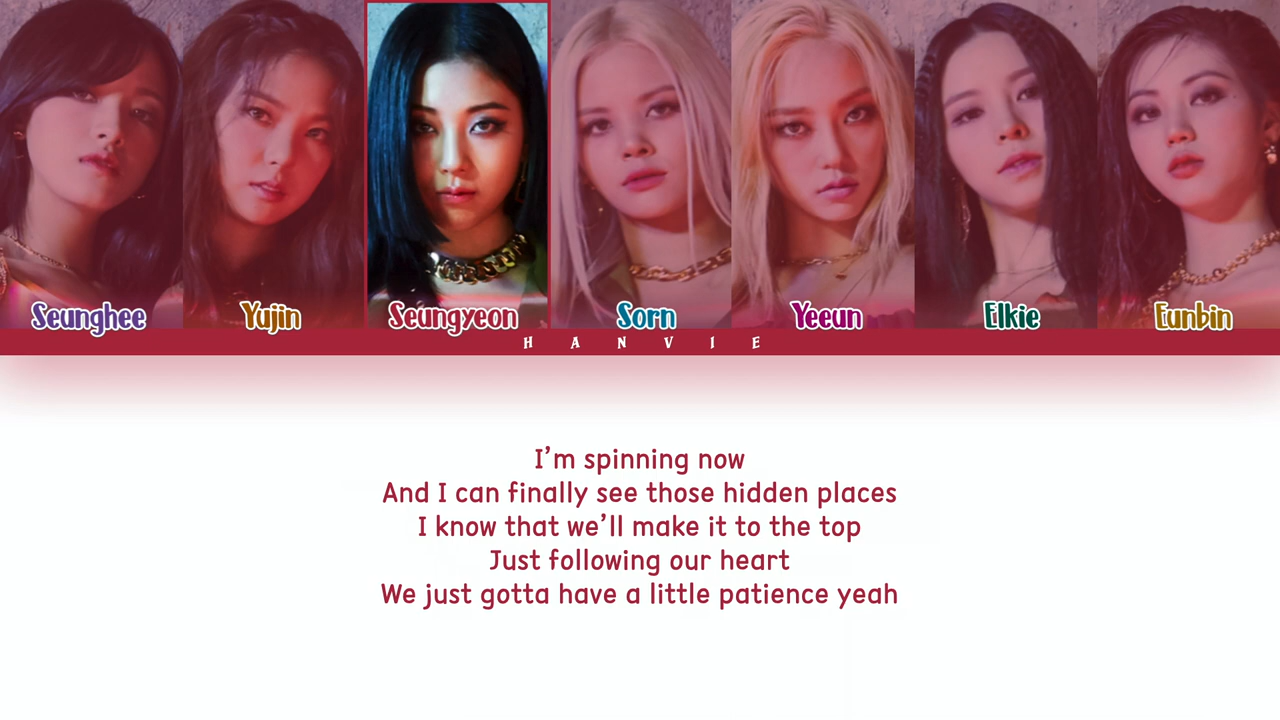 Seunghee Yujin Seungyeon Sorn Yeeun Elkie Eunbin
HANVIE
I'm spinning now
And I can finally see those hidden places
I know that we'll make it to the top
Just following our heart
We just gotta have a little patience yeah